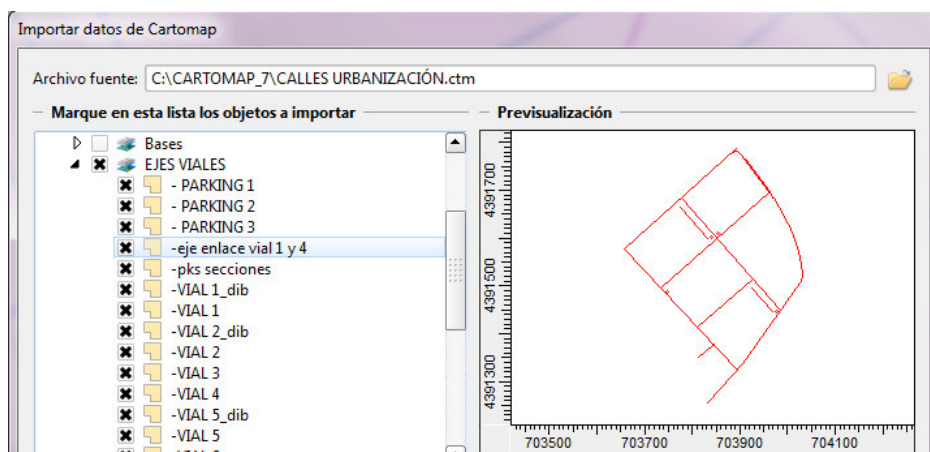 Importar datos de Cartomap
Archivo fuente: C:\CARTOMAP_7\CALLES URBANIZACIÓN.ctm
Marque en esta lista los objetos a importar
Bases
EJES VIALES
- PARKING 1
- PARKING 2
- PARKING 3
-eje enlace vial 1 y 4
-pks secciones
-VIAL 1_dib
-VIAL 1
-VIAL 2_dib
-VIAL 2
-VIAL 3
-VIAL 4
-VIAL 5_dib
-VIAL 5
Previsualización
4391700
4391500
4391300
703500 703700 703900 704100